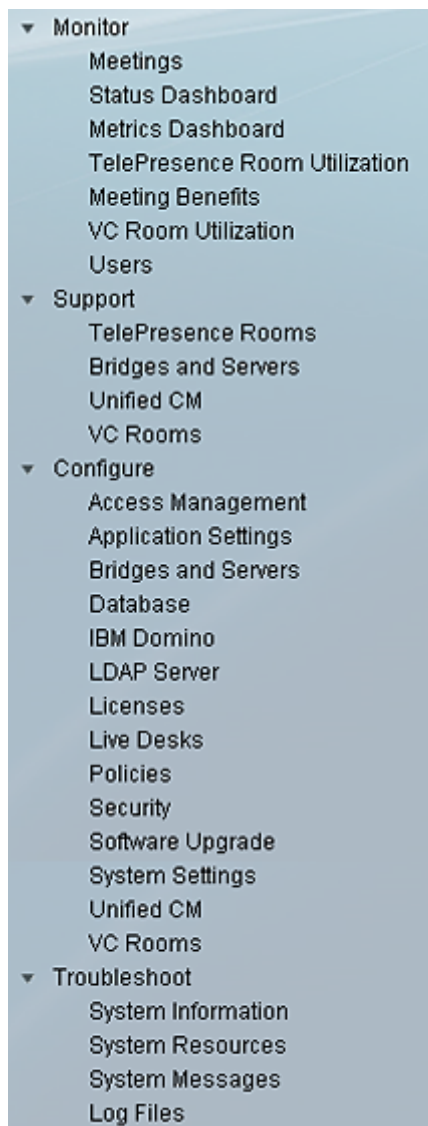 Monitor
Meetings
Status Dashboard
Metrics Dashboard
TelePresence Room Utilization
Meeting Benefits
VC Room Utilization
Users
Support
TelePresence Rooms
Bridges and Servers
Unified CM
VC Rooms
Configure
Access Management
Application Settings
Bridges and Servers
Database
IBM Domino
LDAP Server
Licenses
Live Desks
Policies
Security
Software Upgrade
System Settings
Unified CM
VC Rooms
Troubleshoot
System Information
System Resources
System Messages
Log Files